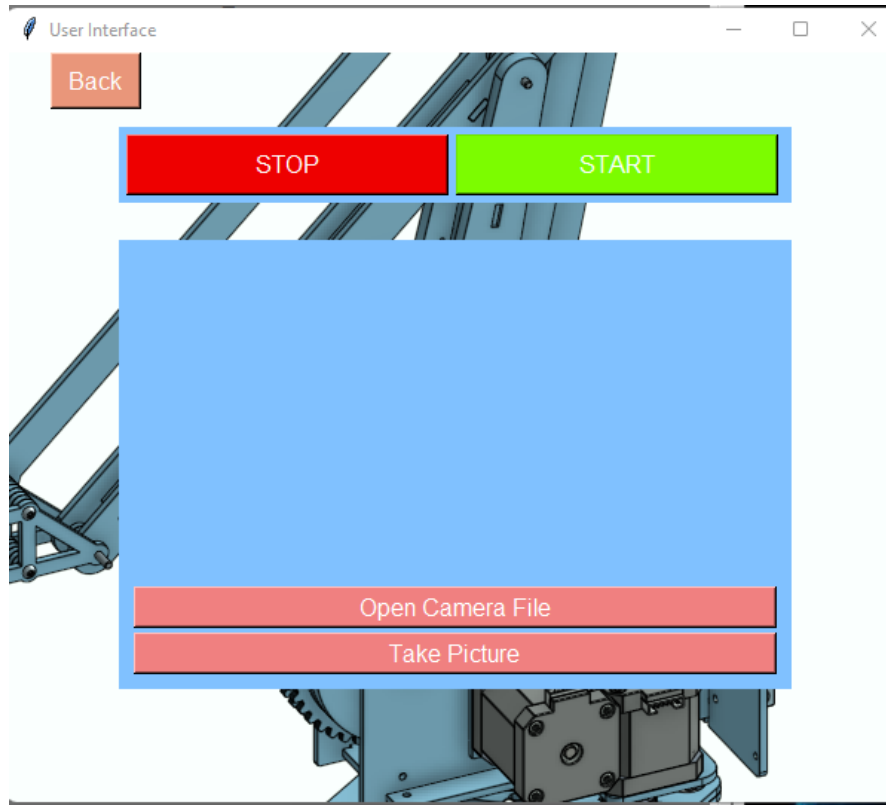 User Interface
Back
STOP START
Open Camera File
Take Picture